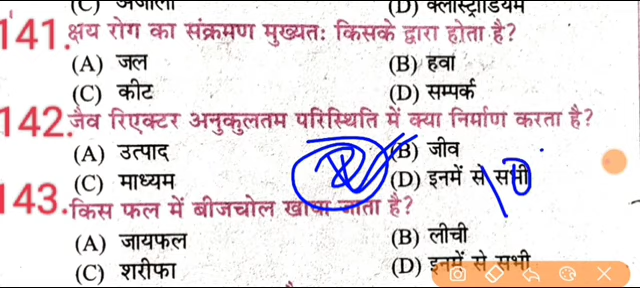 (C) अजोला (D) क्लॉस्ट्रीडियम
141. क्षय रोग का संक्रमण मुख्यतः किसके द्वारा होता है?
(A) जल (B) हवा
(C) कीट (D) सम्पर्क
142. जैव रिएक्टर अनुकुलतम परिस्थिति में क्या निर्माण करता है?
(A) उत्पाद (B) जीव
(C) माध्यम (D) इनमें से सभी
143. किस फल में बीजचोल खाया जाता है?
(A) जायफल (B) लीची
(C) शरीफा (D) इनमें से सभी